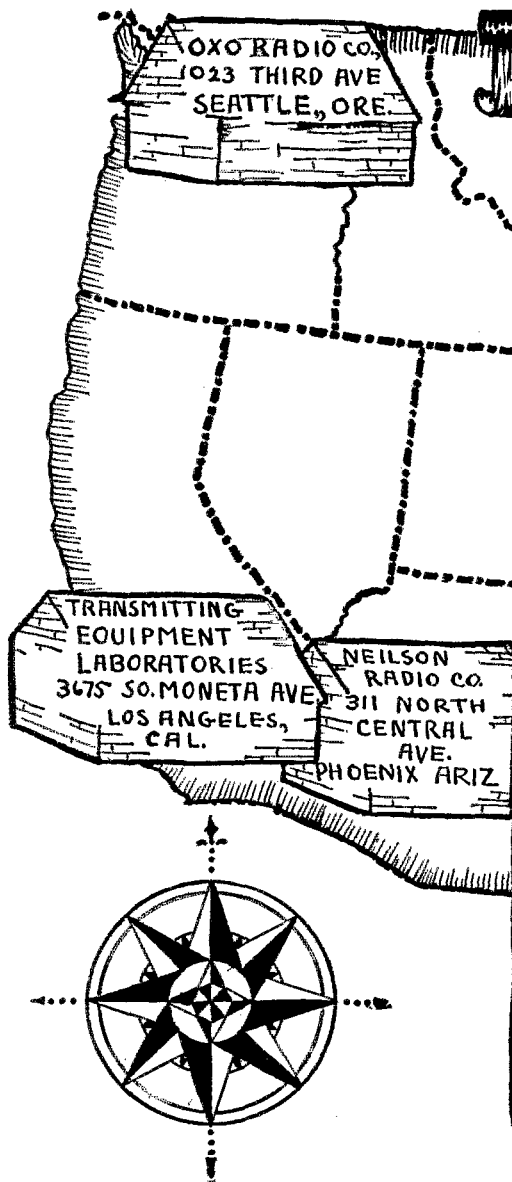 OXO RADIO CO.,
1023 THIRD AVE
SEATTLE,, ORE.
TRANSMITTING
EQUIPMENT
LABORATORIES
3675 SO. MONETA AVE
LOS ANGELES,,
CAL.
NEILSON
RADIO CO.
311 NORTH
CENTRAL
AVE.
PHOENIX ARIZ